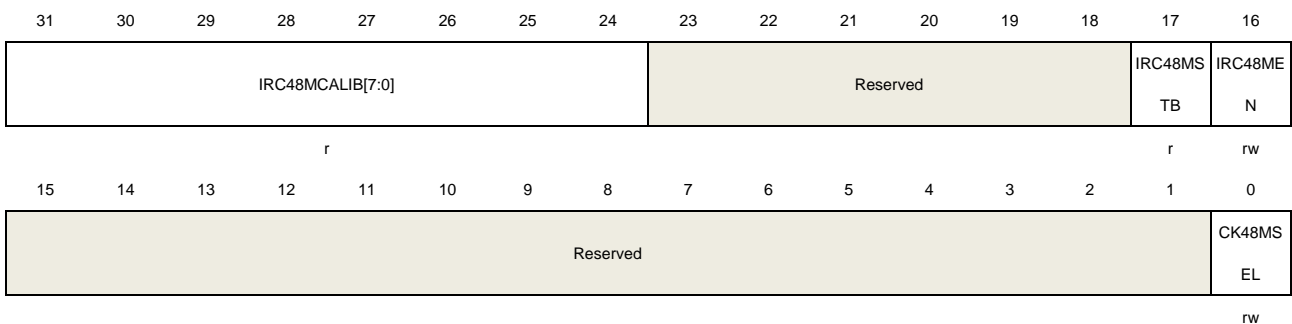 31 30 29 28 27 26 25 24 23 22 21 20 19 18 17 16
IRC48MCALIB[7:0] Reserved IRC48MS IRC48ME
TB N
r r rw
15 14 13 12 11 10 9 8 7 6 5 4 3 2 1 0
Reserved CK48MS
EL
rw